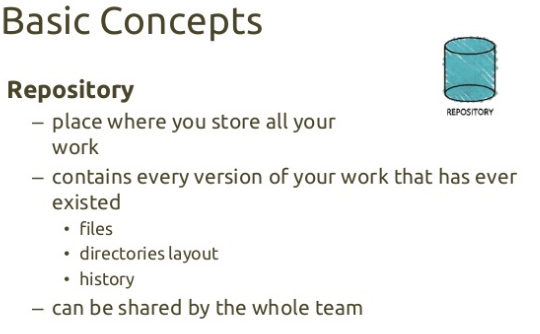 Basic Concepts
REPOSITORY
Repository
– place where you store all your
work
– contains every version of your work that has ever
existed
• files
• directories layout
• history
– can be shared by the whole team